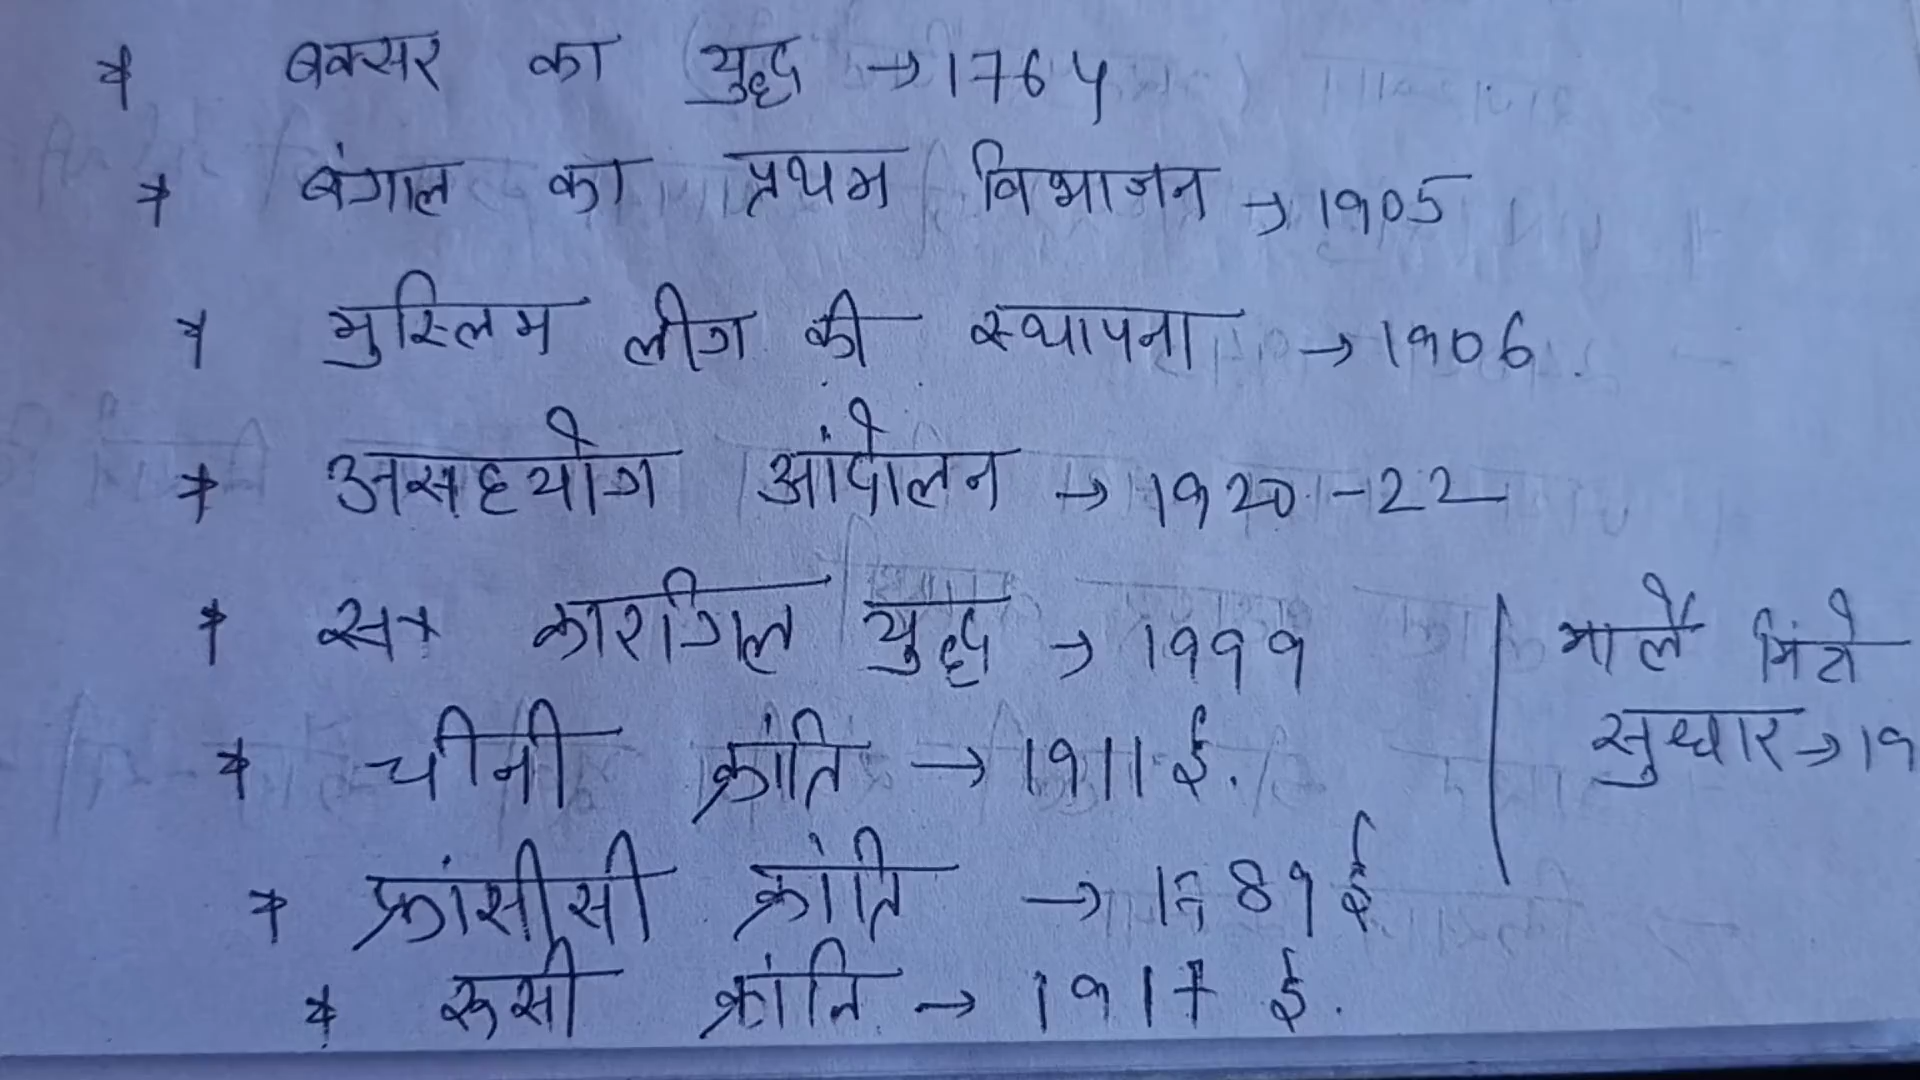 * बक्सर का युद्ध → 1764
* बंगाल का प्रथम विभाजन → 1905
* मुस्लिम लीग की स्थापना → 1906
* असहयोग आंदोलन → 1920-22
* कारगिल युद्ध → 1999
* चीनी क्रांति → 1911 ई.
* फ्रांसीसी क्रांति → 1789 ई
* रूसी क्रांति → 1917 ई.
मार्ले मिंटो
सुधार → 19